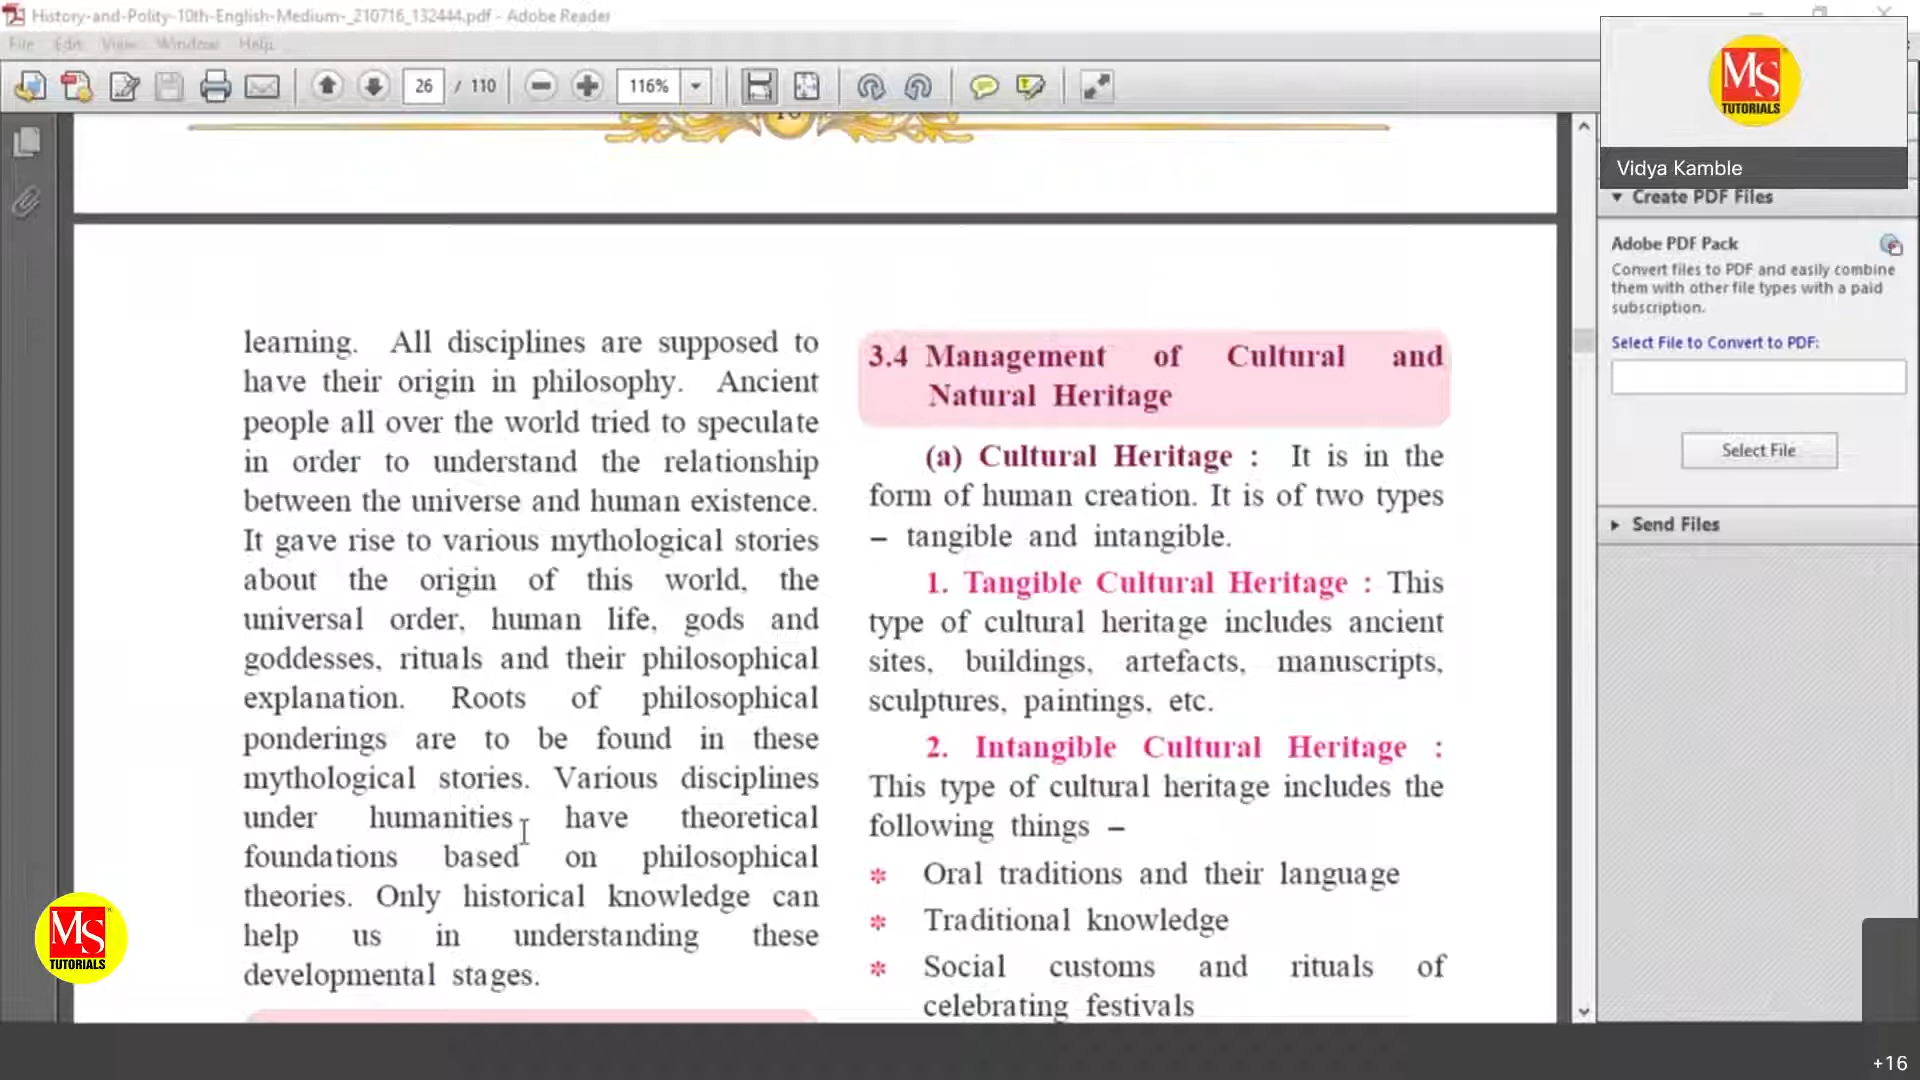 History-and-Polity-10th-English-Medium-_210716_132444.pdf - Adobe Reader
File Edit View Window Help
26 / 110 116%
MS
TUTORIALS
Vidya Kamble
Create PDF Files
Adobe PDF Pack
Convert files to PDF and easily combine
them with other file types with a paid
subscription.
Select File to Convert to PDF:
Select File
Send Files
learning. All disciplines are supposed to
have their origin in philosophy. Ancient
people all over the world tried to speculate
in order to understand the relationship
between the universe and human existence.
It gave rise to various mythological stories
about the origin of this world, the
universal order, human life, gods and
goddesses, rituals and their philosophical
explanation. Roots of philosophical
ponderings are to be found in these
mythological stories. Various disciplines
under humanities have theoretical
foundations based on philosophical
theories. Only historical knowledge can
help us in understanding these
developmental stages.
3.4 Management of Cultural and
Natural Heritage
(a) Cultural Heritage : It is in the
form of human creation. It is of two types
– tangible and intangible.
1. Tangible Cultural Heritage : This
type of cultural heritage includes ancient
sites, buildings, artefacts, manuscripts,
sculptures, paintings, etc.
2. Intangible Cultural Heritage :
This type of cultural heritage includes the
following things –
* Oral traditions and their language
* Traditional knowledge
* Social customs and rituals of
celebrating festivals
MS
TUTORIALS
+16